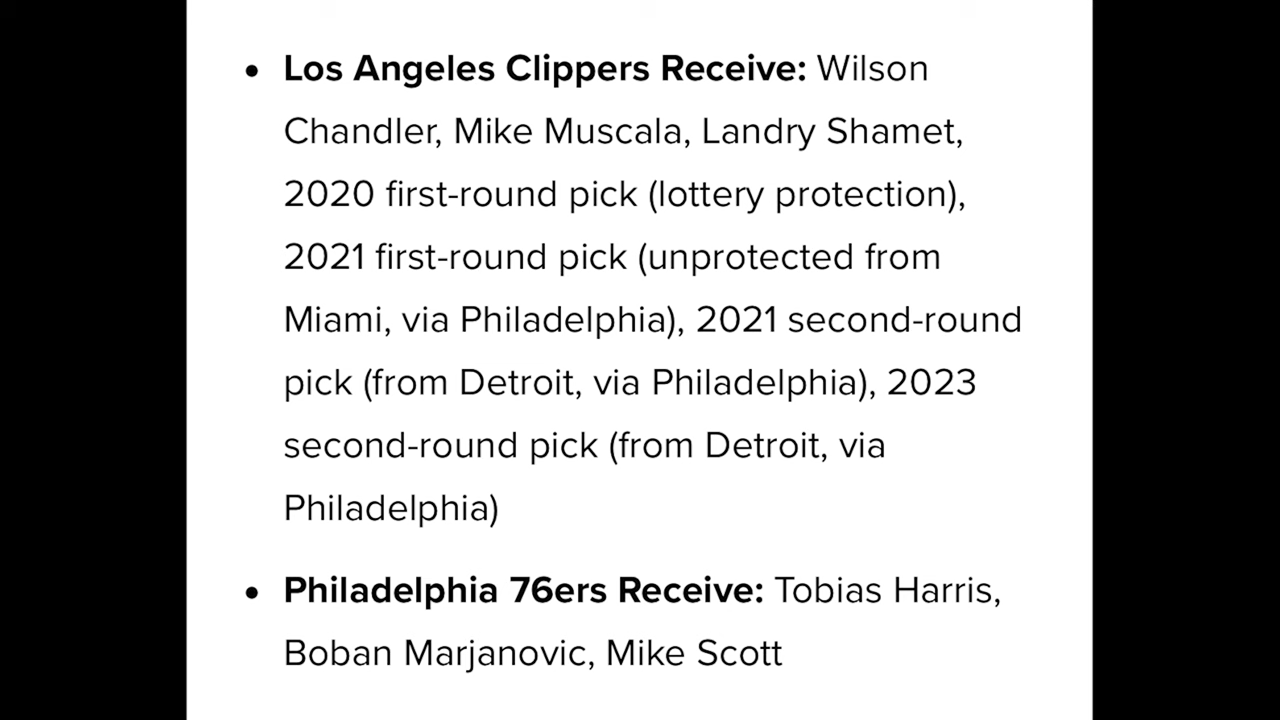 • Los Angeles Clippers Receive: Wilson
Chandler, Mike Muscala, Landry Shamet,
2020 first-round pick (lottery protection),
2021 first-round pick (unprotected from
Miami, via Philadelphia), 2021 second-round
pick (from Detroit, via Philadelphia), 2023
second-round pick (from Detroit, via
Philadelphia)
• Philadelphia 76ers Receive: Tobias Harris,
Boban Marjanovic, Mike Scott